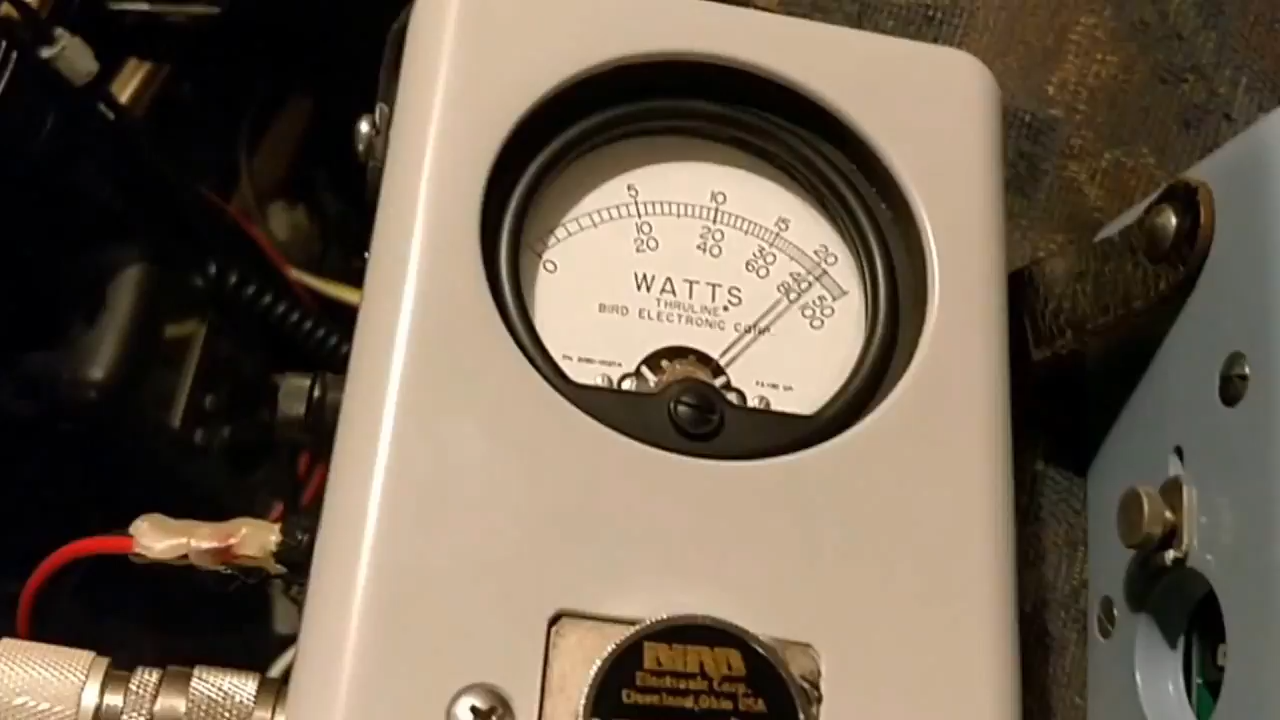 5 10 15 20
0 10 20 30 40 50
20 40 60 80 100
WATTS
THRULINE®
BIRD ELECTRONIC CORP.
BIRD
Electronic Corp.
Cleveland, Ohio USA